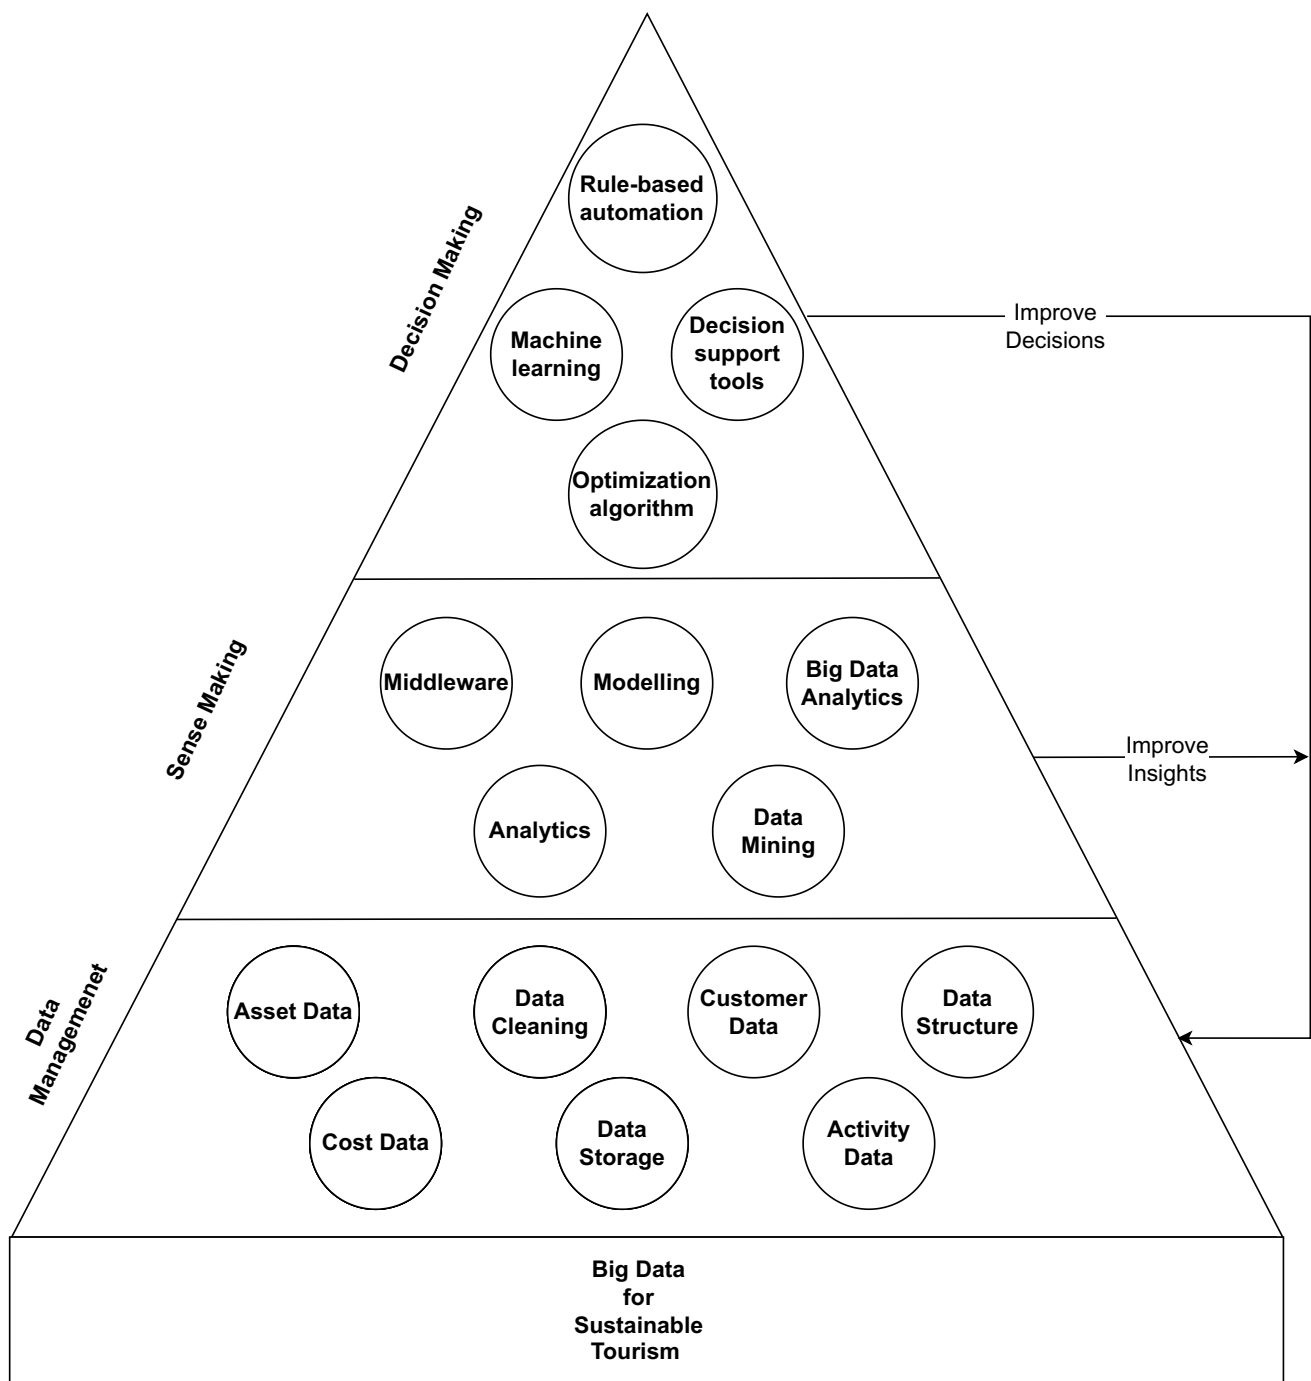 Rule-based
automation
Decision Making
Machine
learning
Decision
support
tools
Improve
Decisions
Optimization
algorithm
Sense Making
Middleware
Modelling
Big Data
Analytics
Improve
Insights
Analytics
Data
Mining
Data
Managemenet
Asset Data
Data
Cleaning
Customer
Data
Data
Structure
Cost Data
Data
Storage
Activity
Data
Big Data
for
Sustainable
Tourism